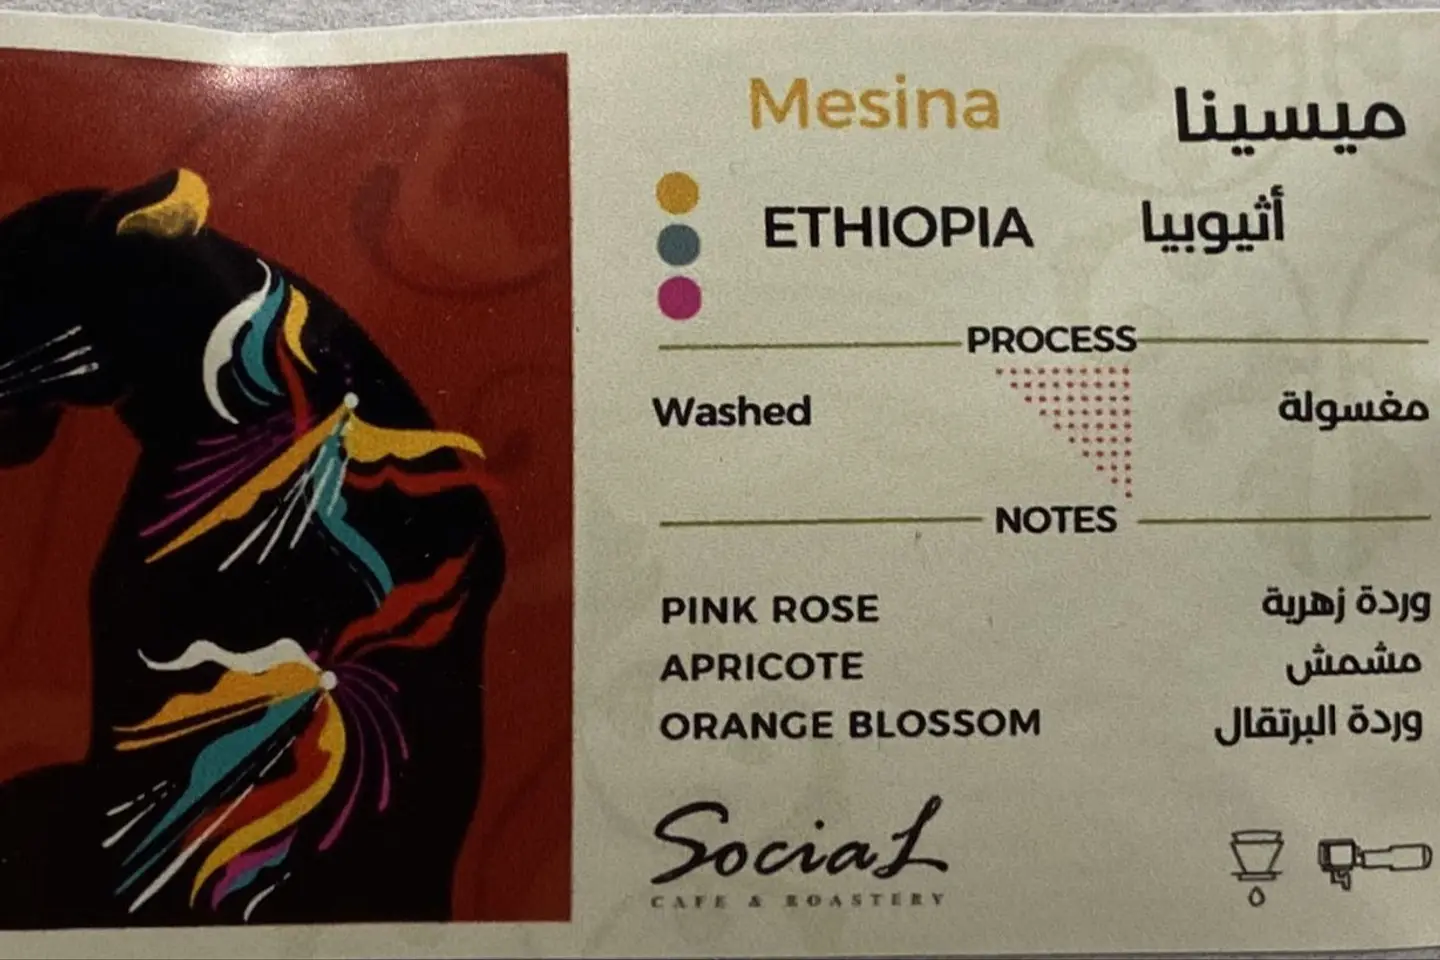 Mesina ميسينا
ETHIOPIA أثيوبيا
PROCESS
Washed مغسولة
NOTES
PINK ROSE وردة زهرية
APRICOTE مشمش
ORANGE BLOSSOM وردة البرتقال
Social
CAFE & ROASTERY